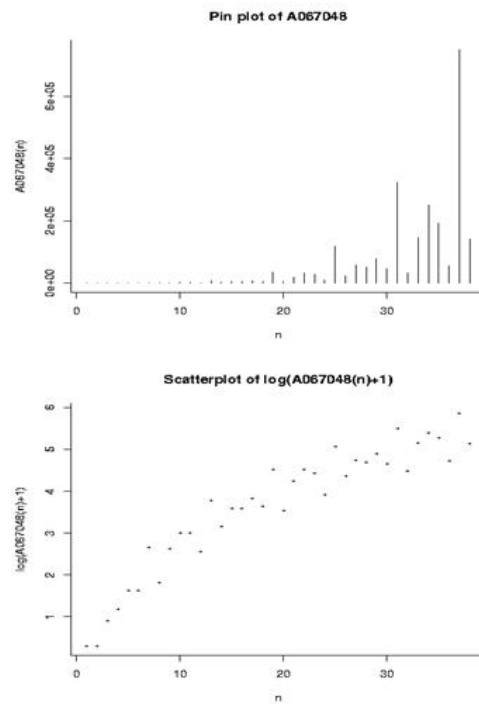 Pin plot of A067048
A067048(n)
6e+05
4e+05
2e+05
0e+00
0
10
20
30
n
Scatterplot of log(A067048(n)+1)
log(A067048(n)+1)
6
5
4
3
2
1
0
10
20
30
n